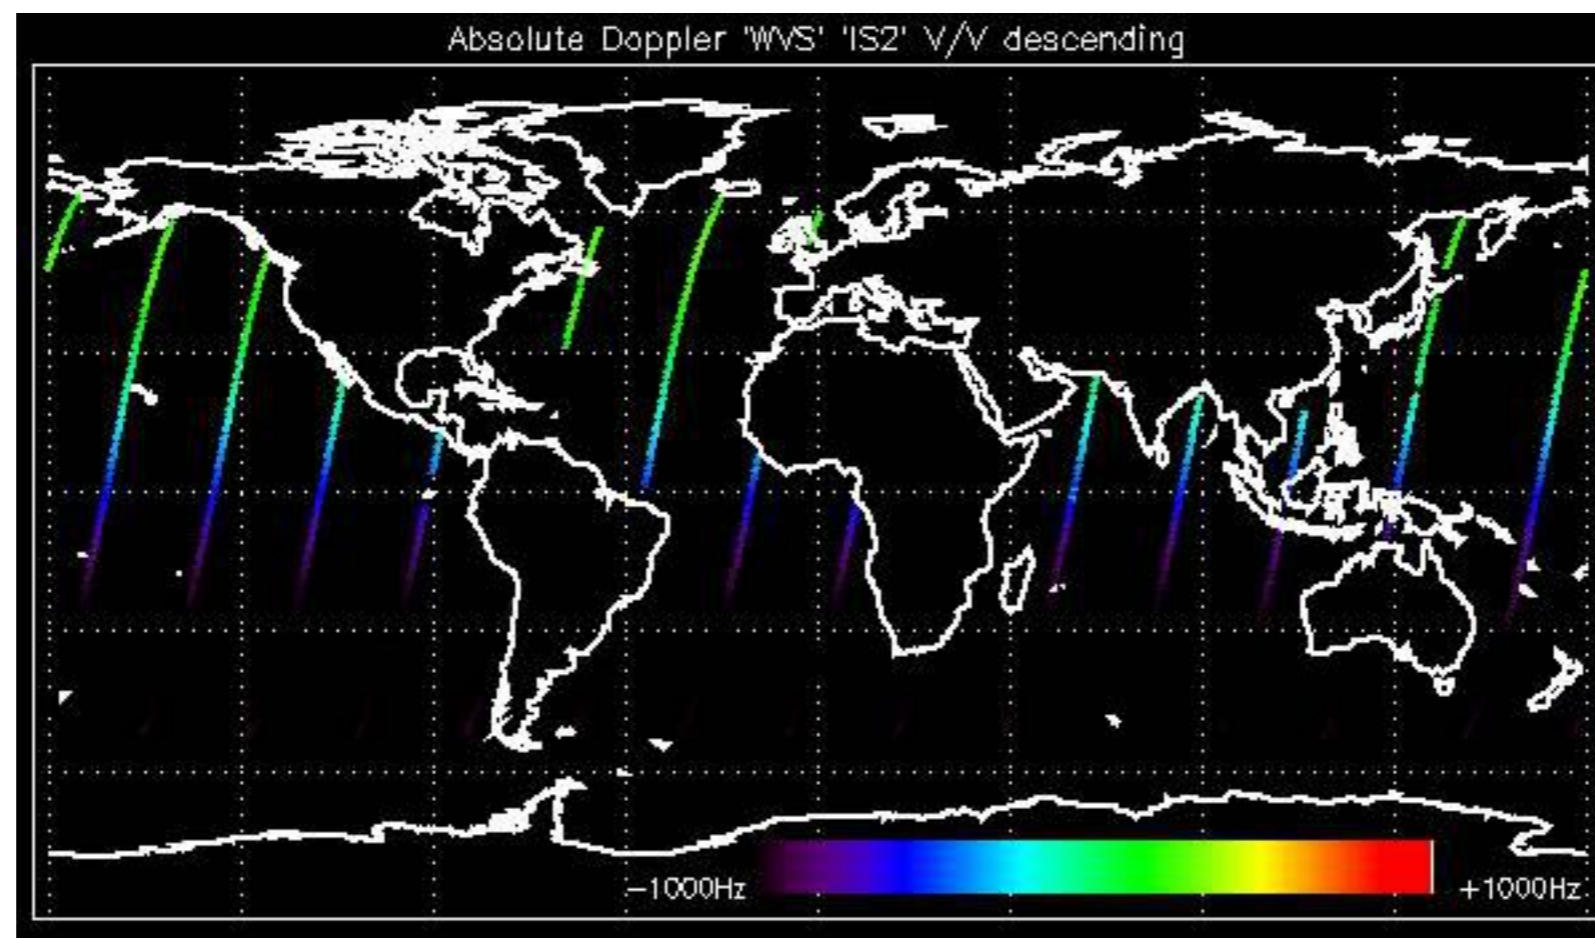 Absolute Doppler 'WVS' 'IS2' V/V descending
−1000Hz
+1000Hz